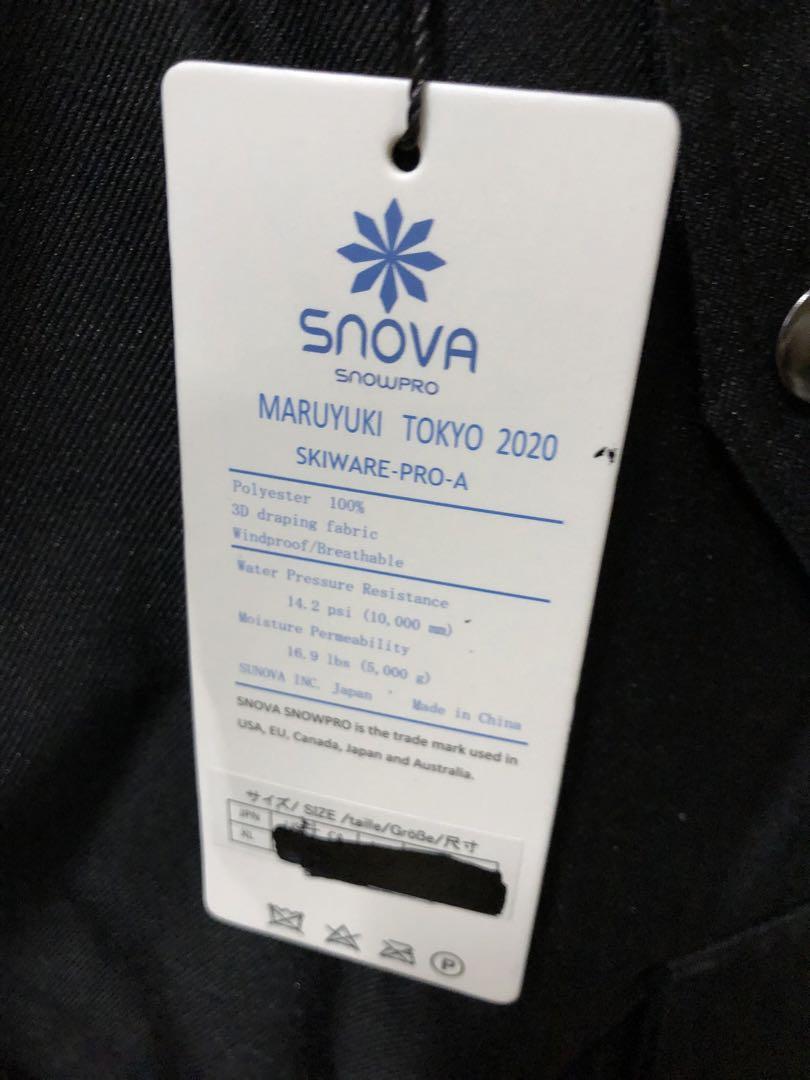 SNOVA
SNOWPRO
MARUYUKI TOKYO 2020
SKIWARE-PRO-A
Polyester 100%
3D draping fabric
Windproof/Breathable
Water Pressure Resistance
14.2 psi (10,000 mm)
Moisture Permeability
16.9 lbs (5,000 g)
SUNOVA INC. Japan Made in China
SNOVA SNOWPRO is the trade mark used in
USA, EU, Canada, Japan and Australia.
サイズ/ SIZE /taille/Größe/尺寸
JPN
P